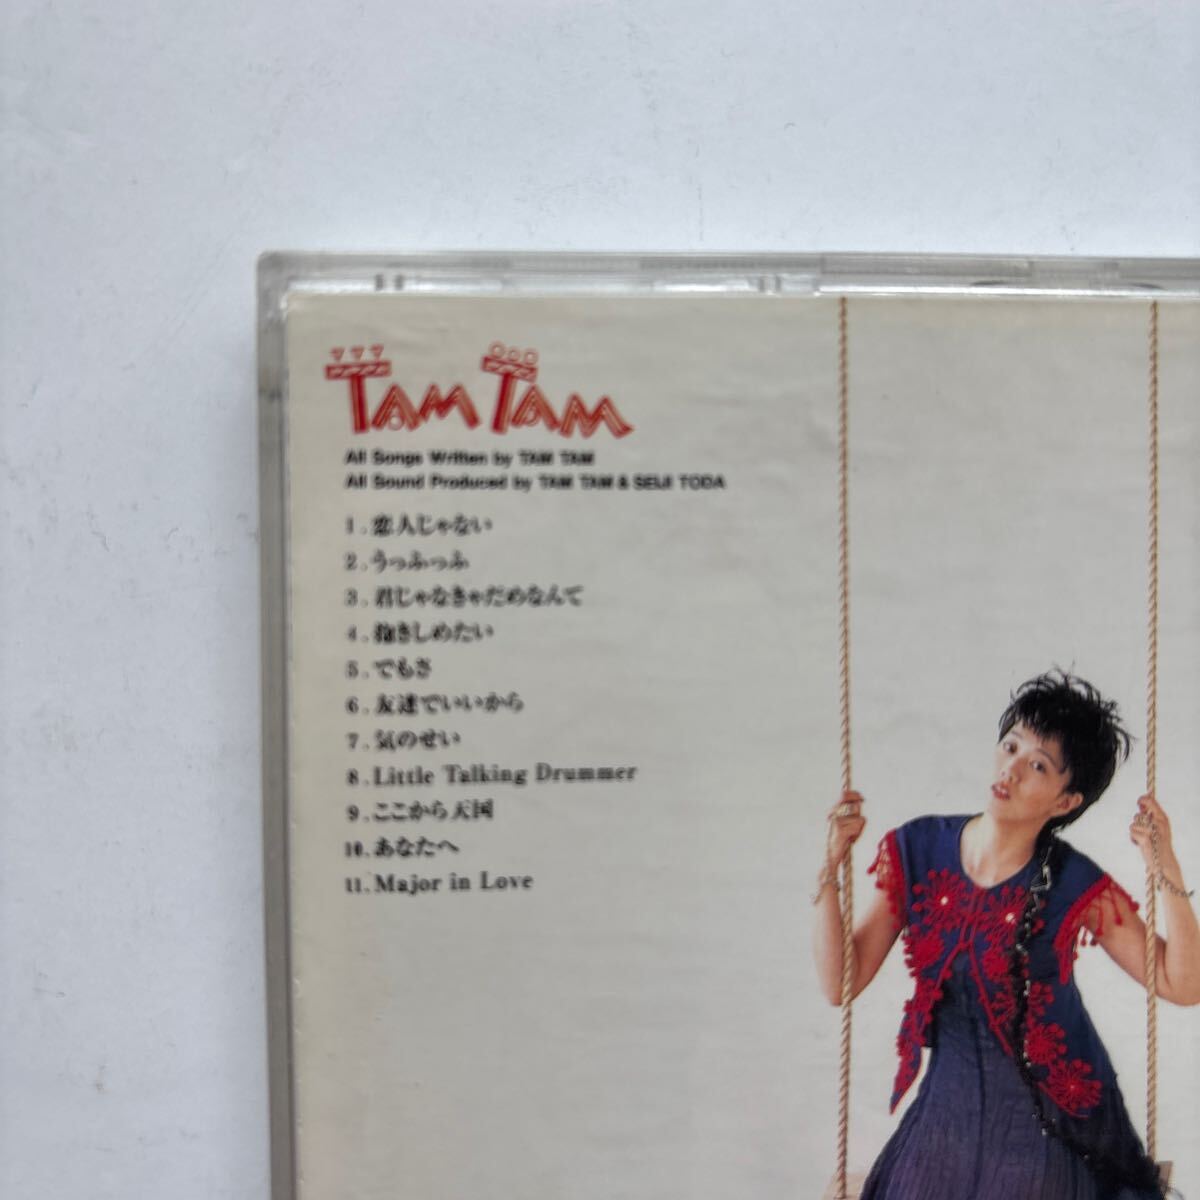 TAM TAM
All Songs Written by TAM TAM
All Sound Produced by TAM TAM & SEIJI TODA
1. 恋人じゃない
2. うっふっふ
3. 君じゃなきゃだめなんて
4. 抱きしめたい
5. でもさ
6. 友達でいいから
7. 気のせい
8. Little Talking Drummer
9. ここから天国
10. あなたへ
11. Major in Love